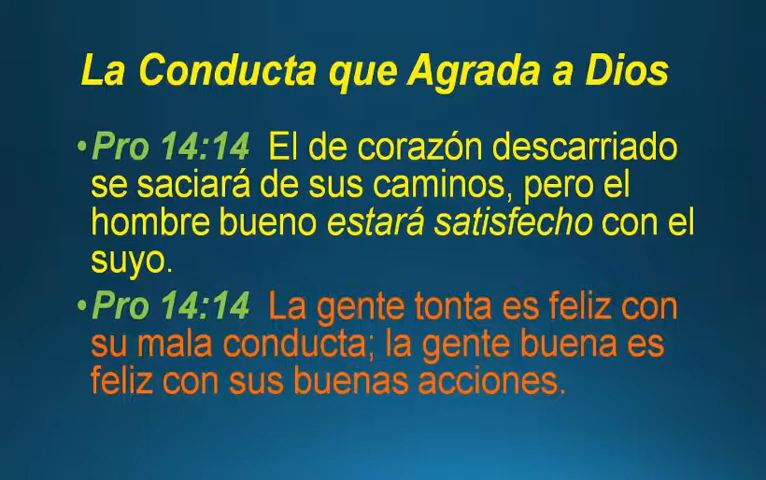 La Conducta que Agrada a Dios
•Pro 14:14 El de corazón descarriado
se saciará de sus caminos, pero el
hombre bueno estará satisfecho con el
suyo.
•Pro 14:14 La gente tonta es feliz con
su mala conducta; la gente buena es
feliz con sus buenas acciones.